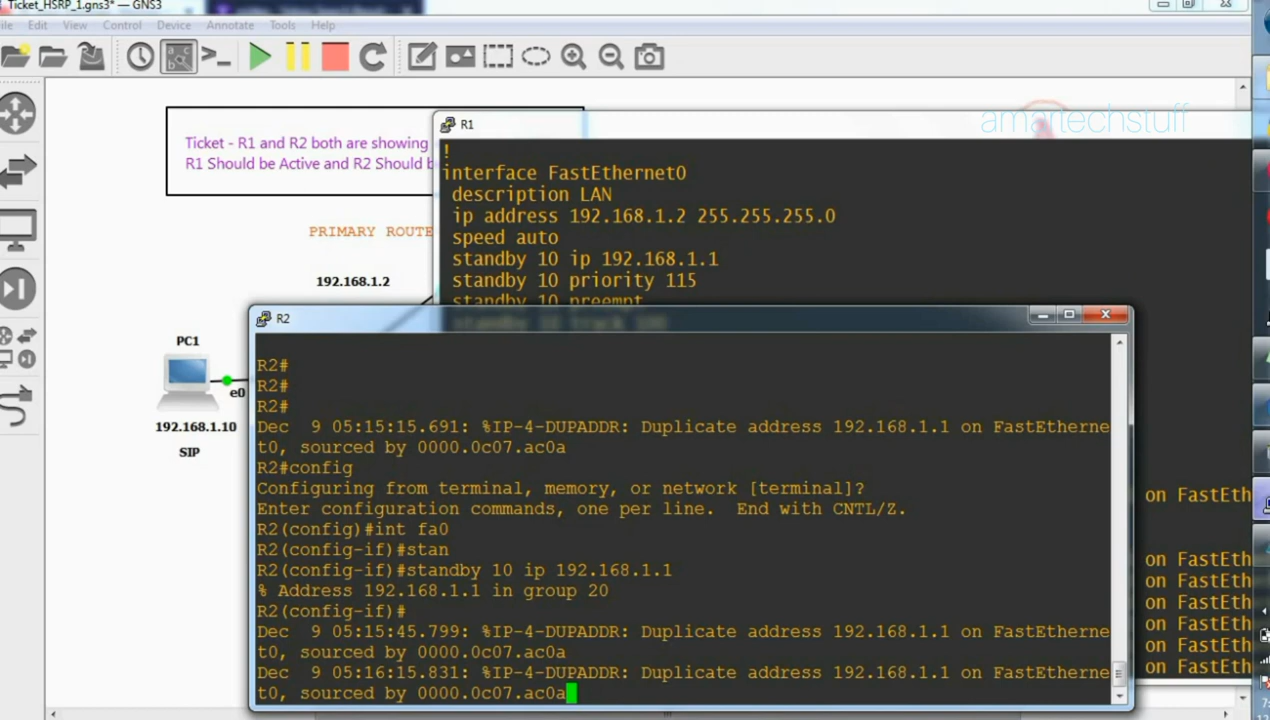 Ticket_HSRP_1.gns3* — GNS3
Edit View Control Device Annotate Tools Help
amartechstuff
Ticket - R1 and R2 both are showing
R1 Should be Active and R2 Should
PRIMARY ROUTE
192.168.1.2
PC1
e0
192.168.1.10
SIP
R1
!
interface FastEthernet0
description LAN
ip address 192.168.1.2 255.255.255.0
speed auto
standby 10 ip 192.168.1.1
standby 10 priority 115
standby 10 preempt
standby 10 track 100
R2
R2#
R2#
R2#
Dec 9 05:15:15.691: %IP-4-DUPADDR: Duplicate address 192.168.1.1 on FastEtherne
t0, sourced by 0000.0c07.ac0a
R2#config
Configuring from terminal, memory, or network [terminal]?
Enter configuration commands, one per line. End with CNTL/Z.
R2(config)#int fa0
R2(config-if)#stan
R2(config-if)#standby 10 ip 192.168.1.1
% Address 192.168.1.1 in group 20
R2(config-if)#
Dec 9 05:15:45.799: %IP-4-DUPADDR: Duplicate address 192.168.1.1 on FastEtherne
t0, sourced by 0000.0c07.ac0a
Dec 9 05:16:15.831: %IP-4-DUPADDR: Duplicate address 192.168.1.1 on FastEtherne
t0, sourced by 0000.0c07.ac0a
on FastEth
on FastEth
on FastEth
on FastEth
on FastEth
on FastEth
on FastEth